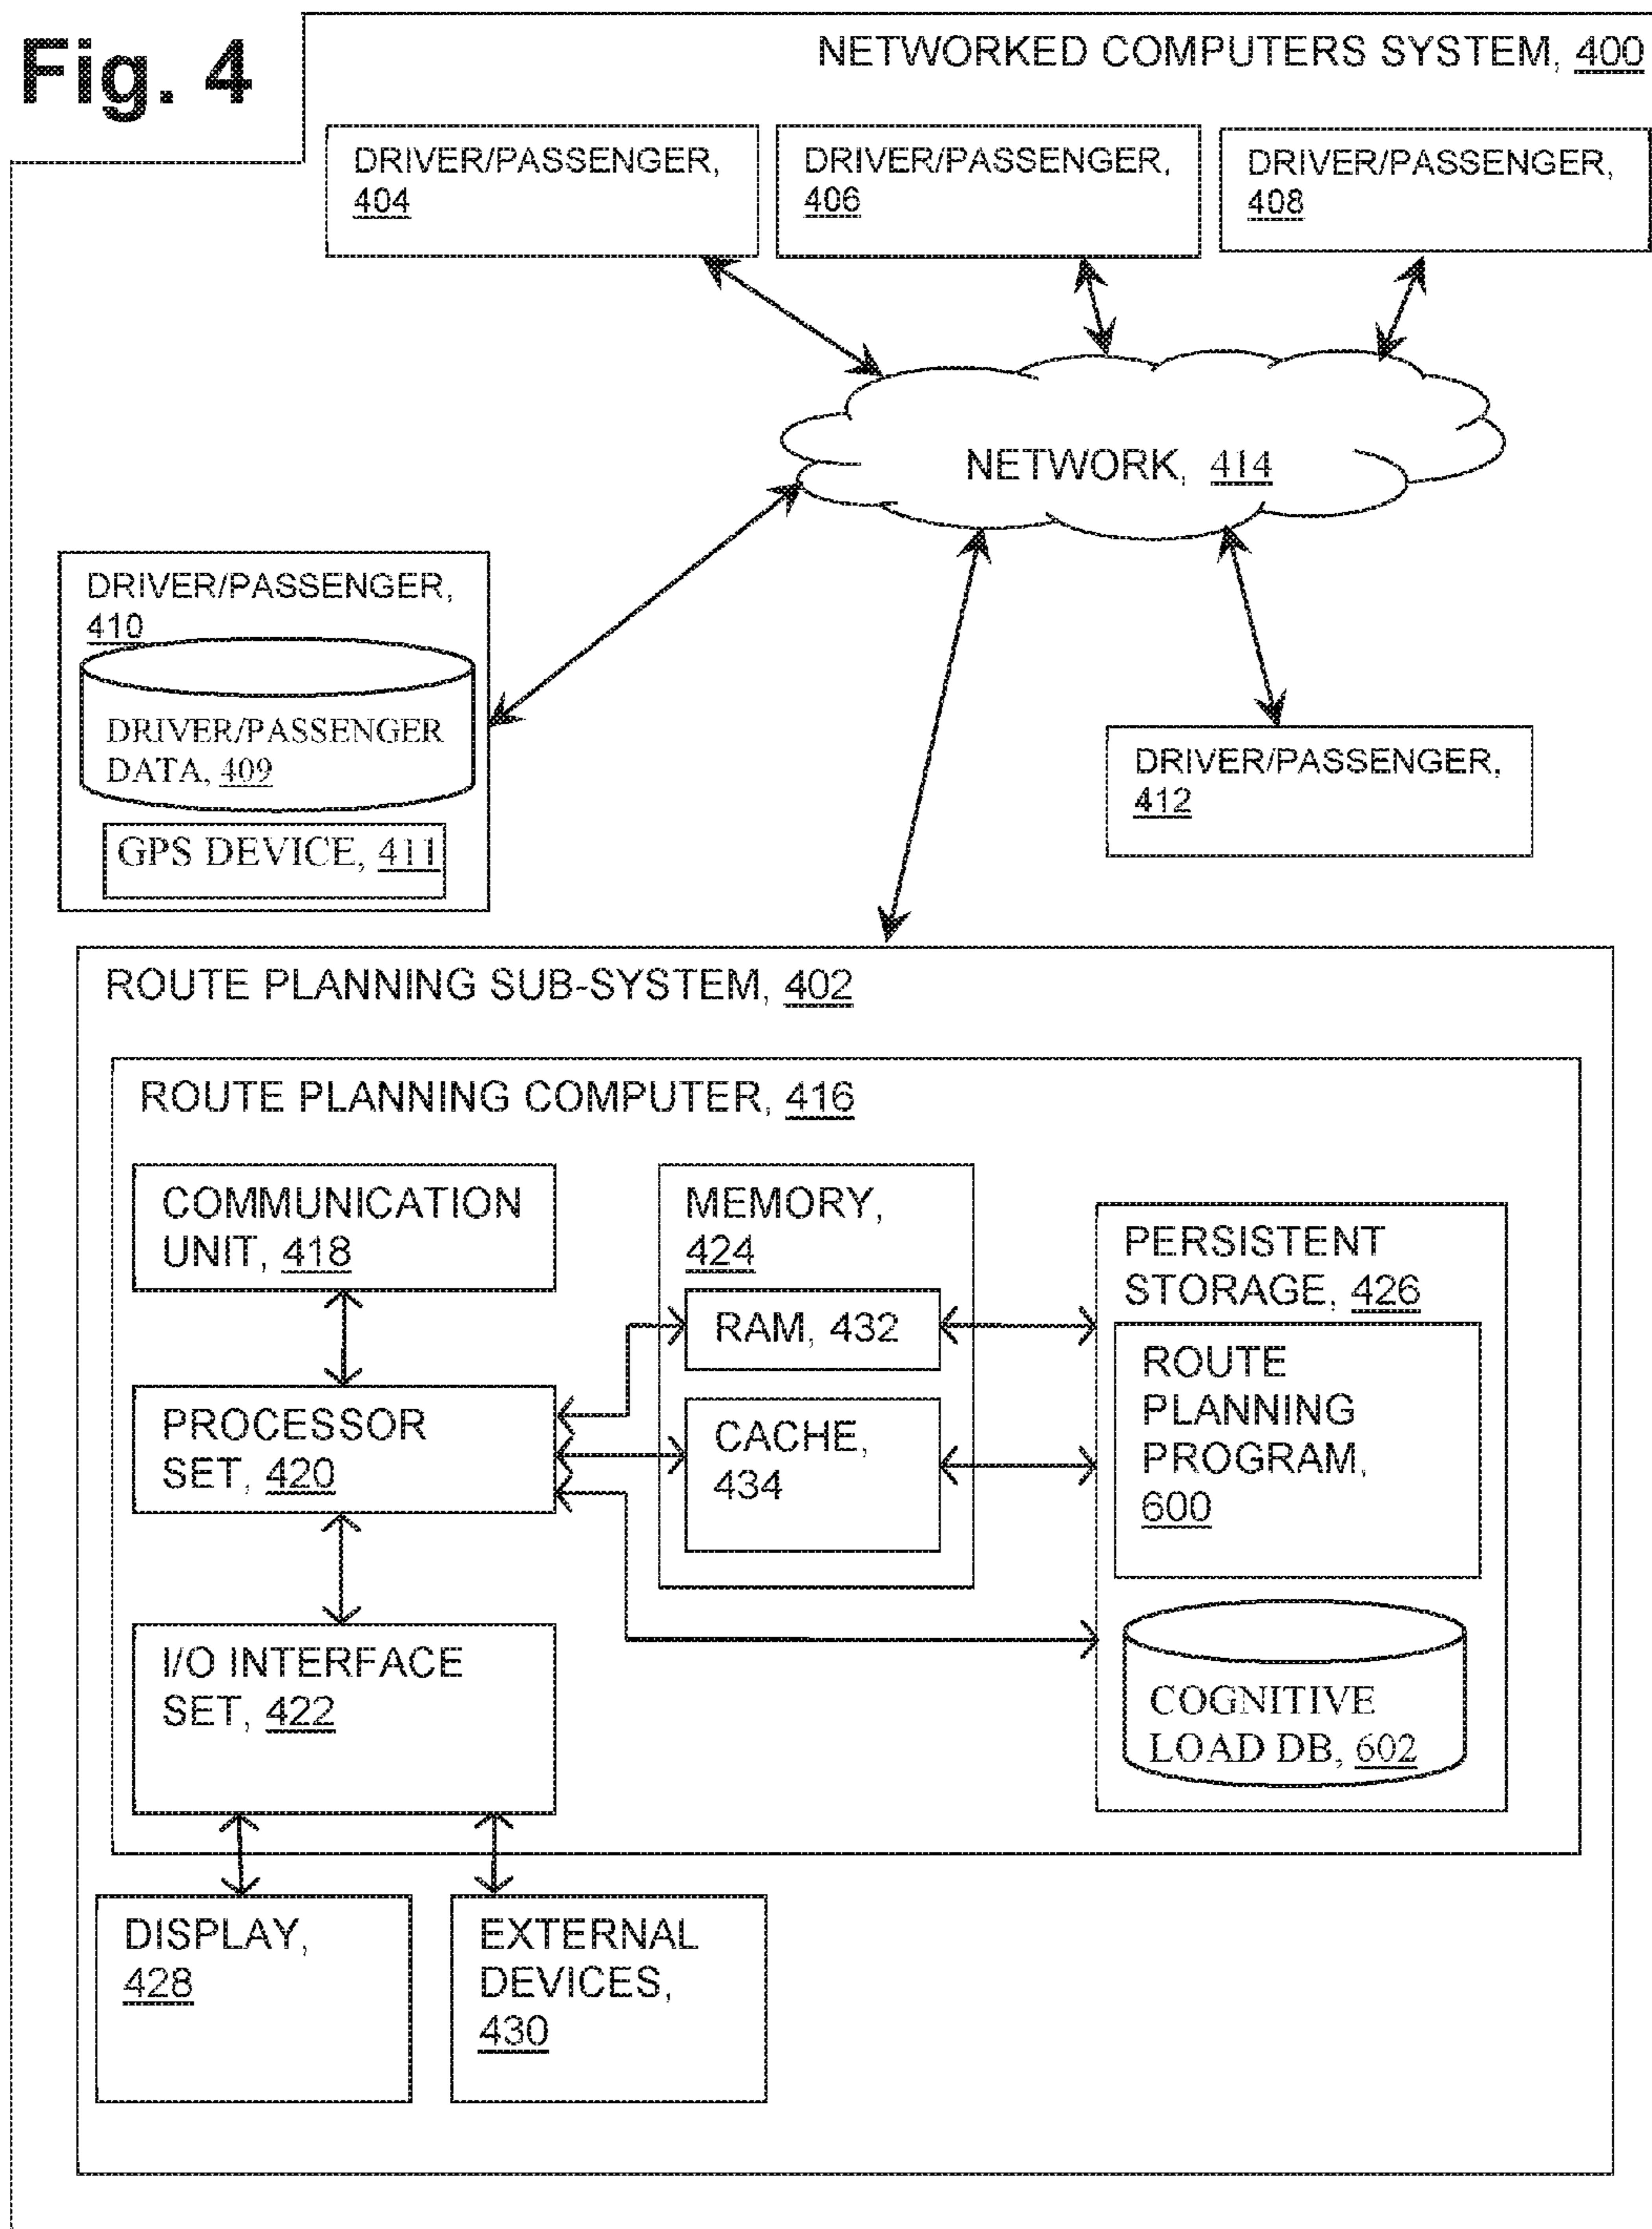 Fig. 4
NETWORKED COMPUTERS SYSTEM, 400
DRIVER/PASSENGER,
404
DRIVER/PASSENGER,
406
DRIVER/PASSENGER,
408
NETWORK, 414
DRIVER/PASSENGER,
410
DRIVER/PASSENGER
DATA, 409
GPS DEVICE, 411
DRIVER/PASSENGER,
412
ROUTE PLANNING SUB-SYSTEM, 402
ROUTE PLANNING COMPUTER, 416
COMMUNICATION
UNIT, 418
MEMORY,
424
RAM, 432
CACHE,
434
PERSISTENT
STORAGE, 426
ROUTE
PLANNING
PROGRAM,
600
PROCESSOR
SET, 420
I/O INTERFACE
SET, 422
COGNITIVE
LOAD DB, 602
DISPLAY,
428
EXTERNAL
DEVICES,
430